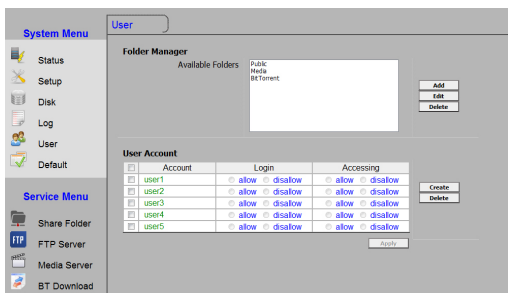 System Menu
Status
Setup
Disk
Log
User
Default
Service Menu
Share Folder
FTP
FTP Server
Media Server
BT Download
User
Folder Manager
Available Folders
Public
Media
BitTorrent
Add
Edit
Delete
User Account
Account Login Accessing
user1 allow disallow allow disallow
user2 allow disallow allow disallow
user3 allow disallow allow disallow
user4 allow disallow allow disallow
user5 allow disallow allow disallow
Create
Delete
Apply